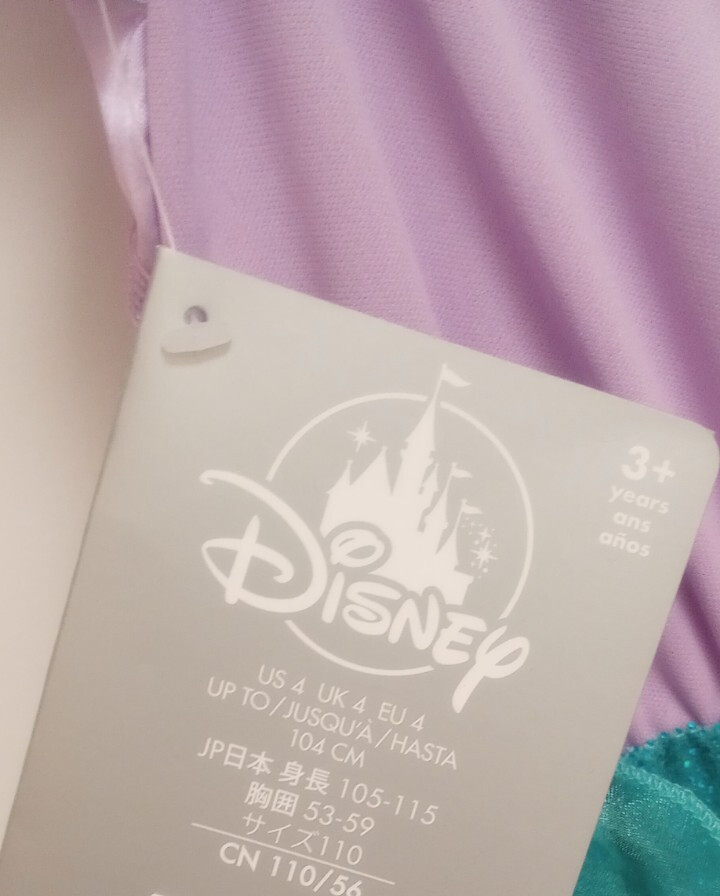 3+
years
ans
años
Disney
US 4 UK 4 EU 4
UP TO/JUSQU'À/HASTA
104 CM
JP日本 身長 105-115
胸囲 53-59
サイズ110
CN 110/56